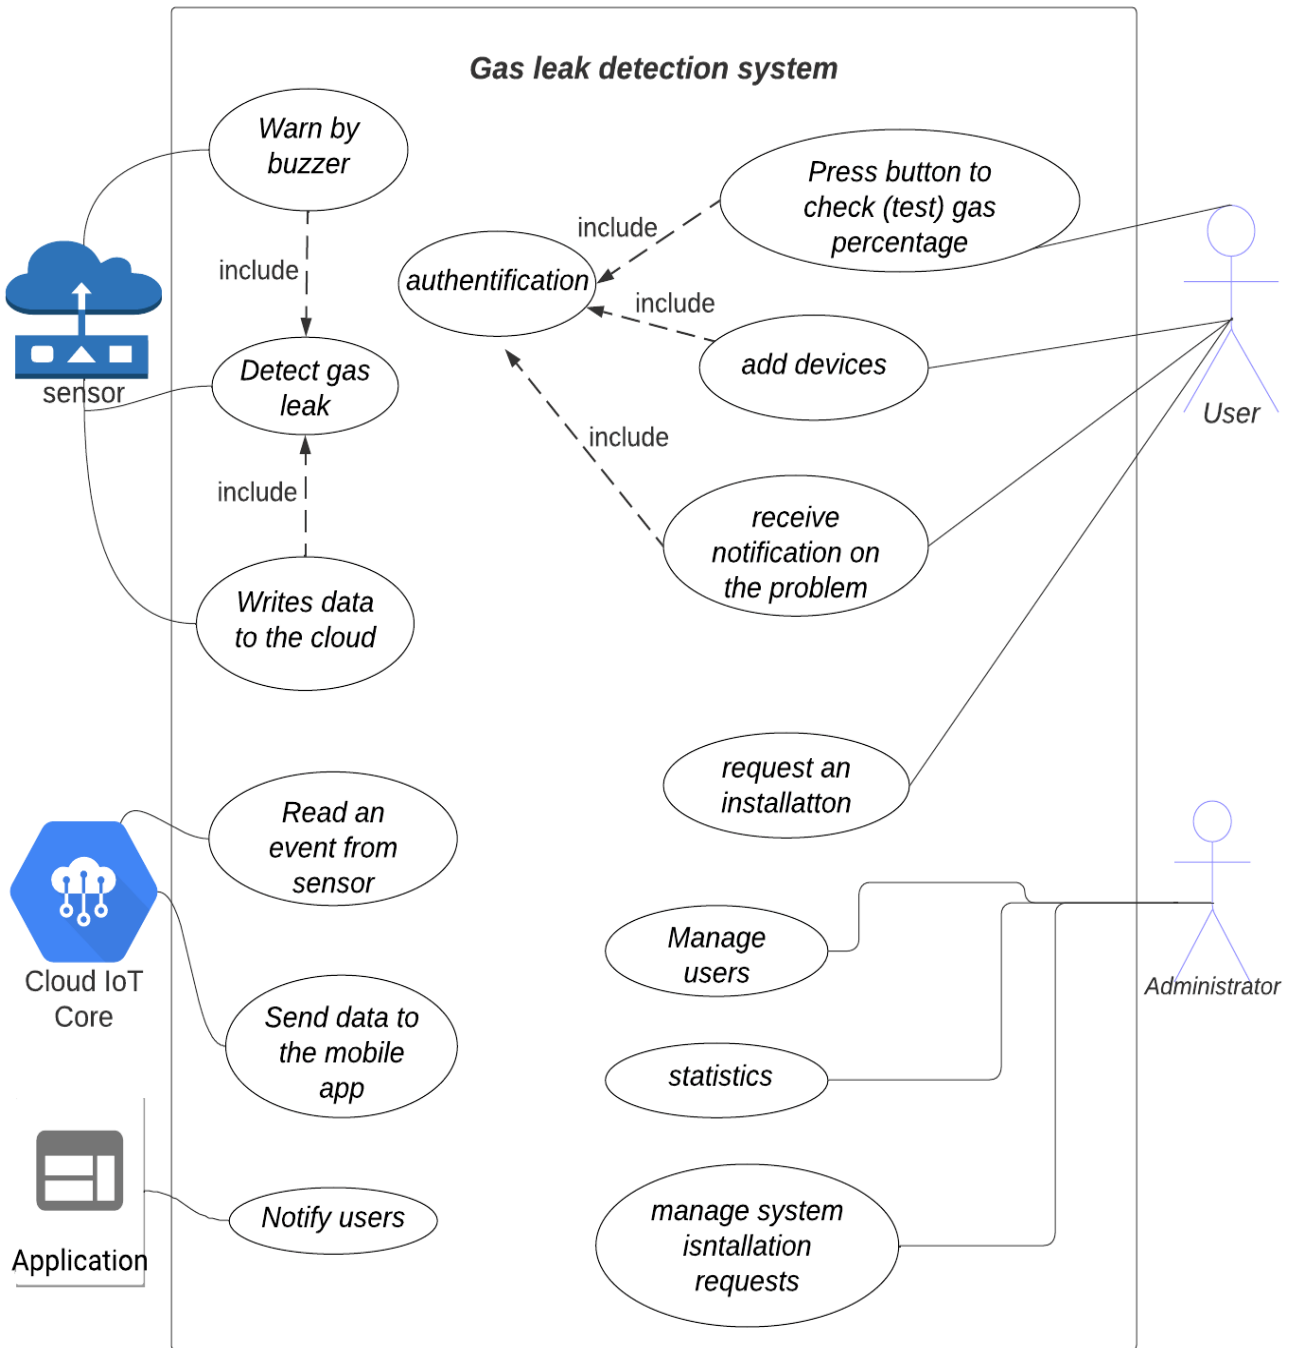 Gas leak detection system
Warn by
buzzer
include
sensor
Detect gas
leak
include
Writes data
to the cloud
authentification
include
Press button to
check (test) gas
percentage
include
add devices
include
receive
notification on
the problem
User
request an
installatton
Read an
event from
sensor
Cloud IoT
Core
Send data to
the mobile
app
Application
Notify users
Manage
users
Administrator
statistics
manage system
isntallation
requests